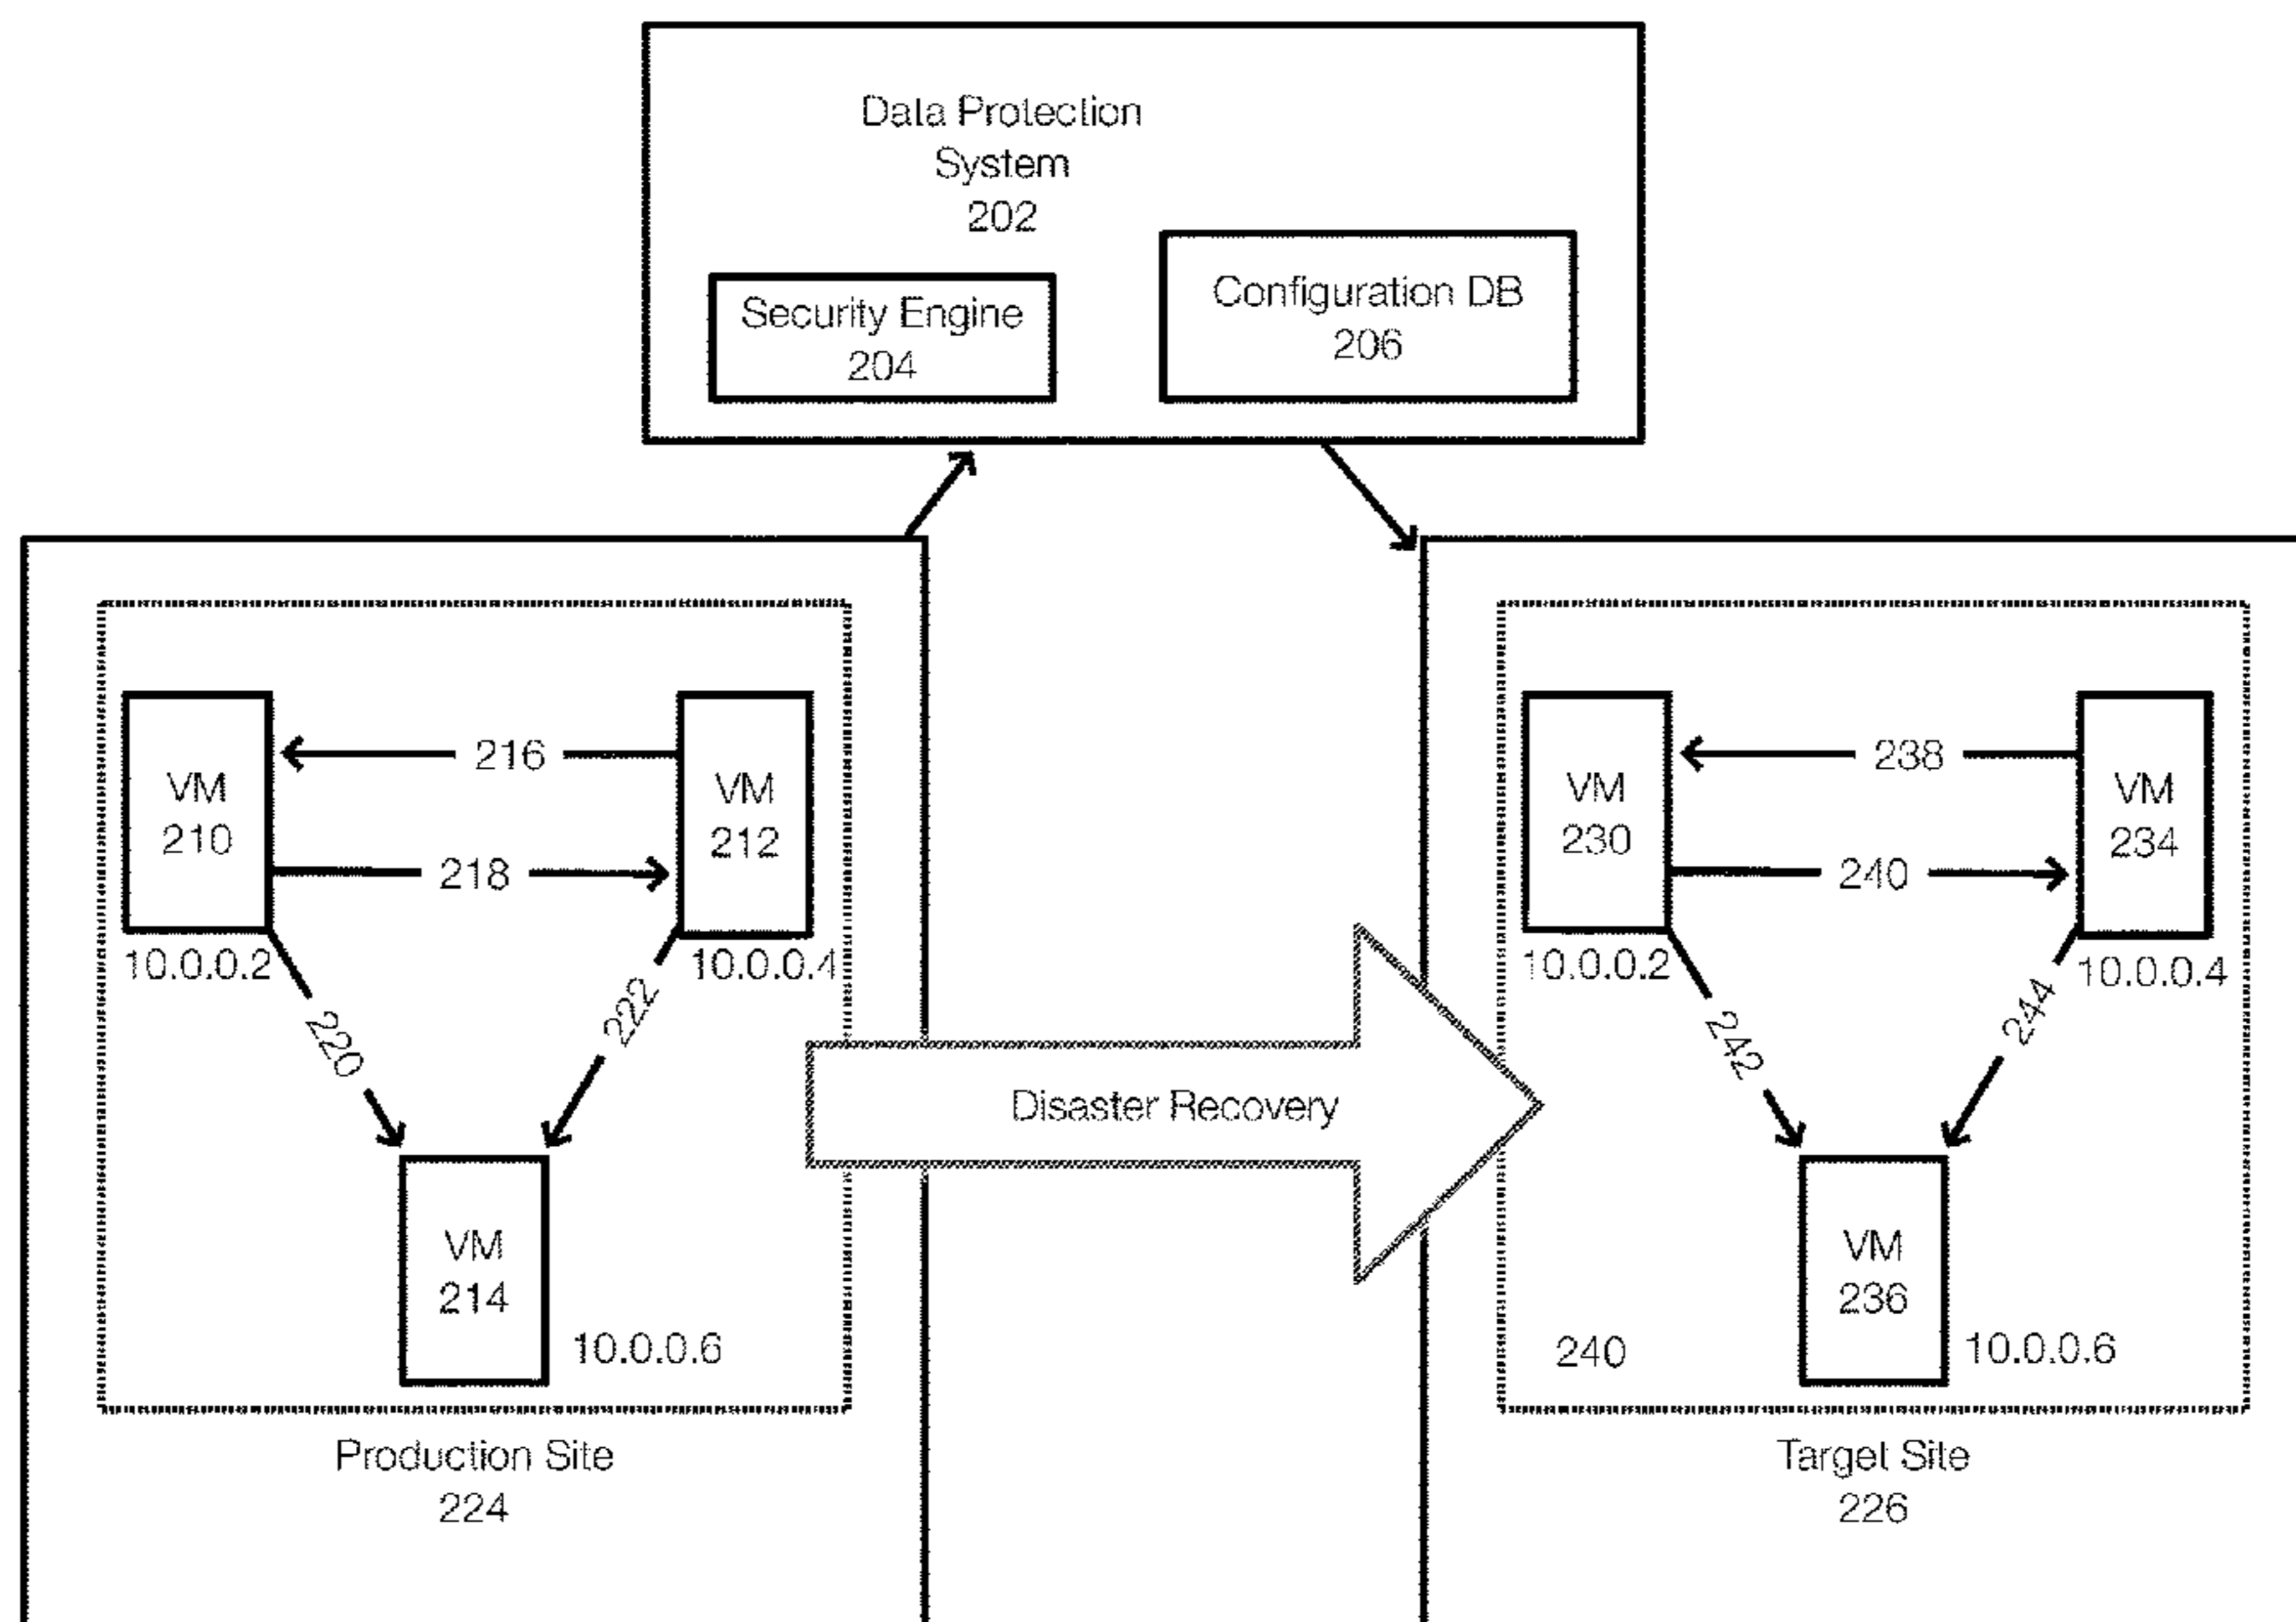 Data Protection
System
202
Security Engine
204
Configuration DB
206
VM
210
10.0.0.2
216
218
VM
212
10.0.0.4
220
222
VM
214
10.0.0.6
Production Site
224
Disaster Recovery
VM
230
10.0.0.2
238
240
VM
234
10.0.0.4
242
244
VM
236
10.0.0.6
240
Target Site
226